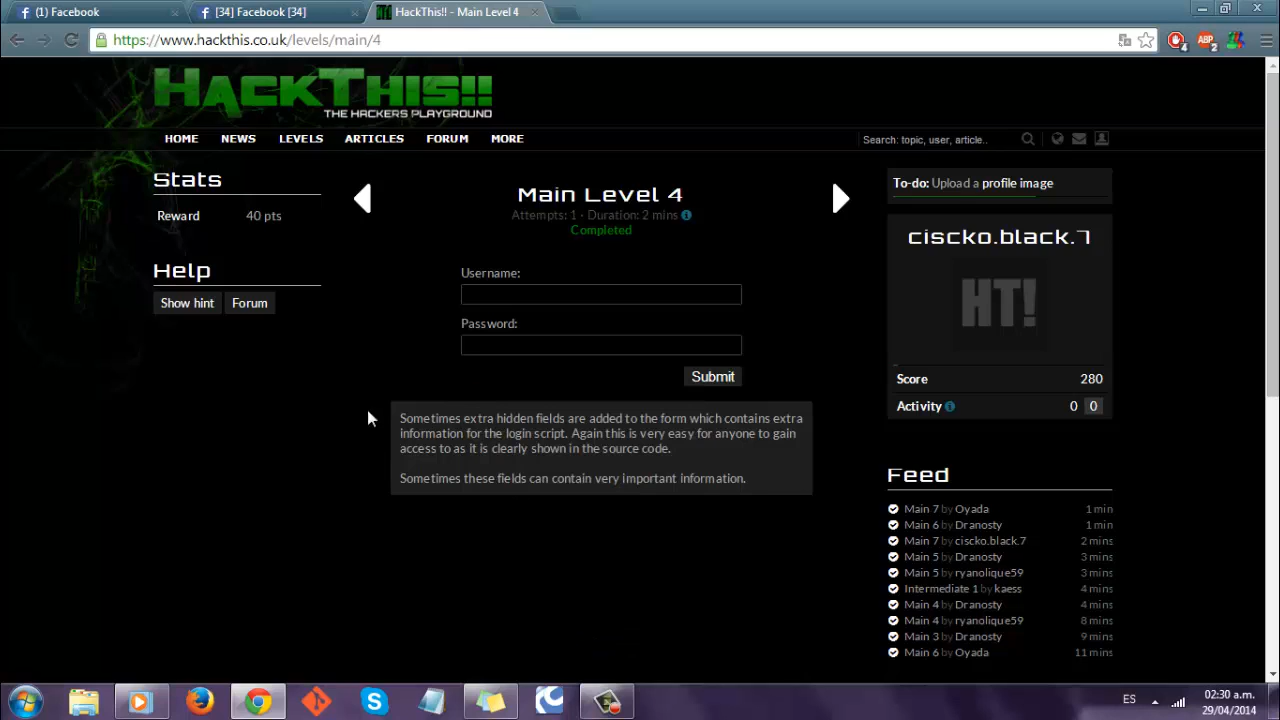 (1) Facebook
[34] Facebook [34]
HackThis!! - Main Level 4
https://www.hackthis.co.uk/levels/main/4
4
2
HACKTHIS!!
THE HACKERS PLAYGROUND
HOME NEWS LEVELS ARTICLES FORUM MORE
Search: topic, user, article..
Stats
Reward 40 pts
Help
Show hint Forum
Main Level 4
Attempts: 1 · Duration: 2 mins
Completed
Username:
Password:
Submit
Sometimes extra hidden fields are added to the form which contains extra
information for the login script. Again this is very easy for anyone to gain
access to as it is clearly shown in the source code.
Sometimes these fields can contain very important information.
To-do: Upload a profile image
ciscko.black.7
HT!
Score 280
Activity 0 0
Feed
Main 7 by Oyada 1 min
Main 6 by Dranosty 1 min
Main 7 by ciscko.black.7 2 mins
Main 5 by Dranosty 3 mins
Main 5 by ryanolique59 3 mins
Intermediate 1 by kaess 4 mins
Main 4 by Dranosty 4 mins
Main 4 by ryanolique59 8 mins
Main 3 by Dranosty 9 mins
Main 6 by Oyada 11 mins
ES
02:30 a.m.
29/04/2014